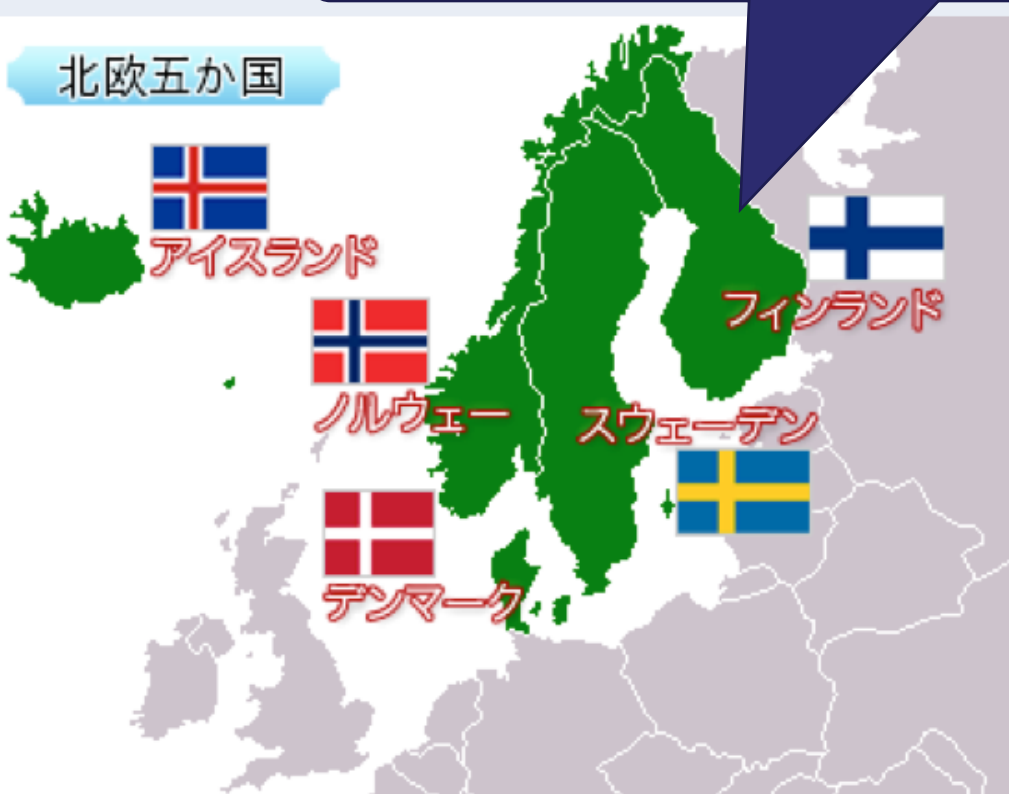 北欧五か国
アイスランド
フィンランド
ノルウェー
スウェーデン
デンマーク